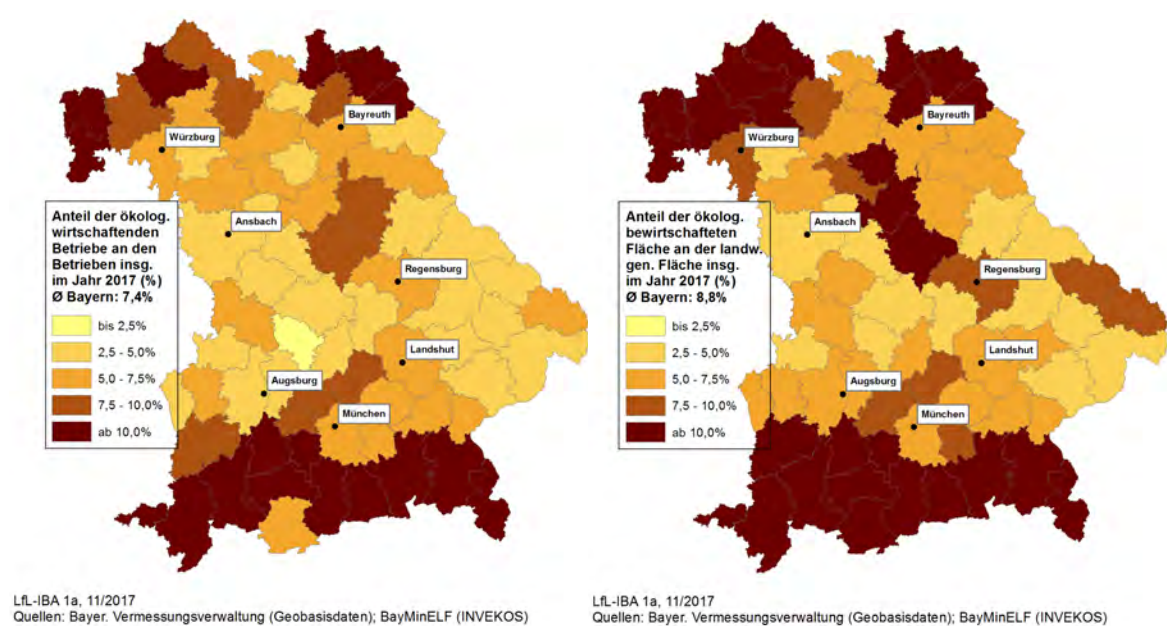 Bayreuth
Würzburg
Ansbach
Anteil der ökolog.
wirtschaftenden
Betriebe an den
Betrieben insg.
im Jahr 2017 (%)
Ø Bayern: 7,4%
bis 2,5%
2,5 - 5,0%
5,0 - 7,5%
7,5 - 10,0%
ab 10,0%
Regensburg
Landshut
Augsburg
München
LfL-IBA 1a, 11/2017
Quellen: Bayer. Vermessungsverwaltung (Geobasisdaten); BayMinELF (INVEKOS)
Bayreuth
Würzburg
Ansbach
Anteil der ökolog.
bewirtschafteten
Fläche an der landw.
gen. Fläche insg.
im Jahr 2017 (%)
Ø Bayern: 8,8%
bis 2,5%
2,5 - 5,0%
5,0 - 7,5%
7,5 - 10,0%
ab 10,0%
Regensburg
Landshut
Augsburg
München
LfL-IBA 1a, 11/2017
Quellen: Bayer. Vermessungsverwaltung (Geobasisdaten); BayMinELF (INVEKOS)